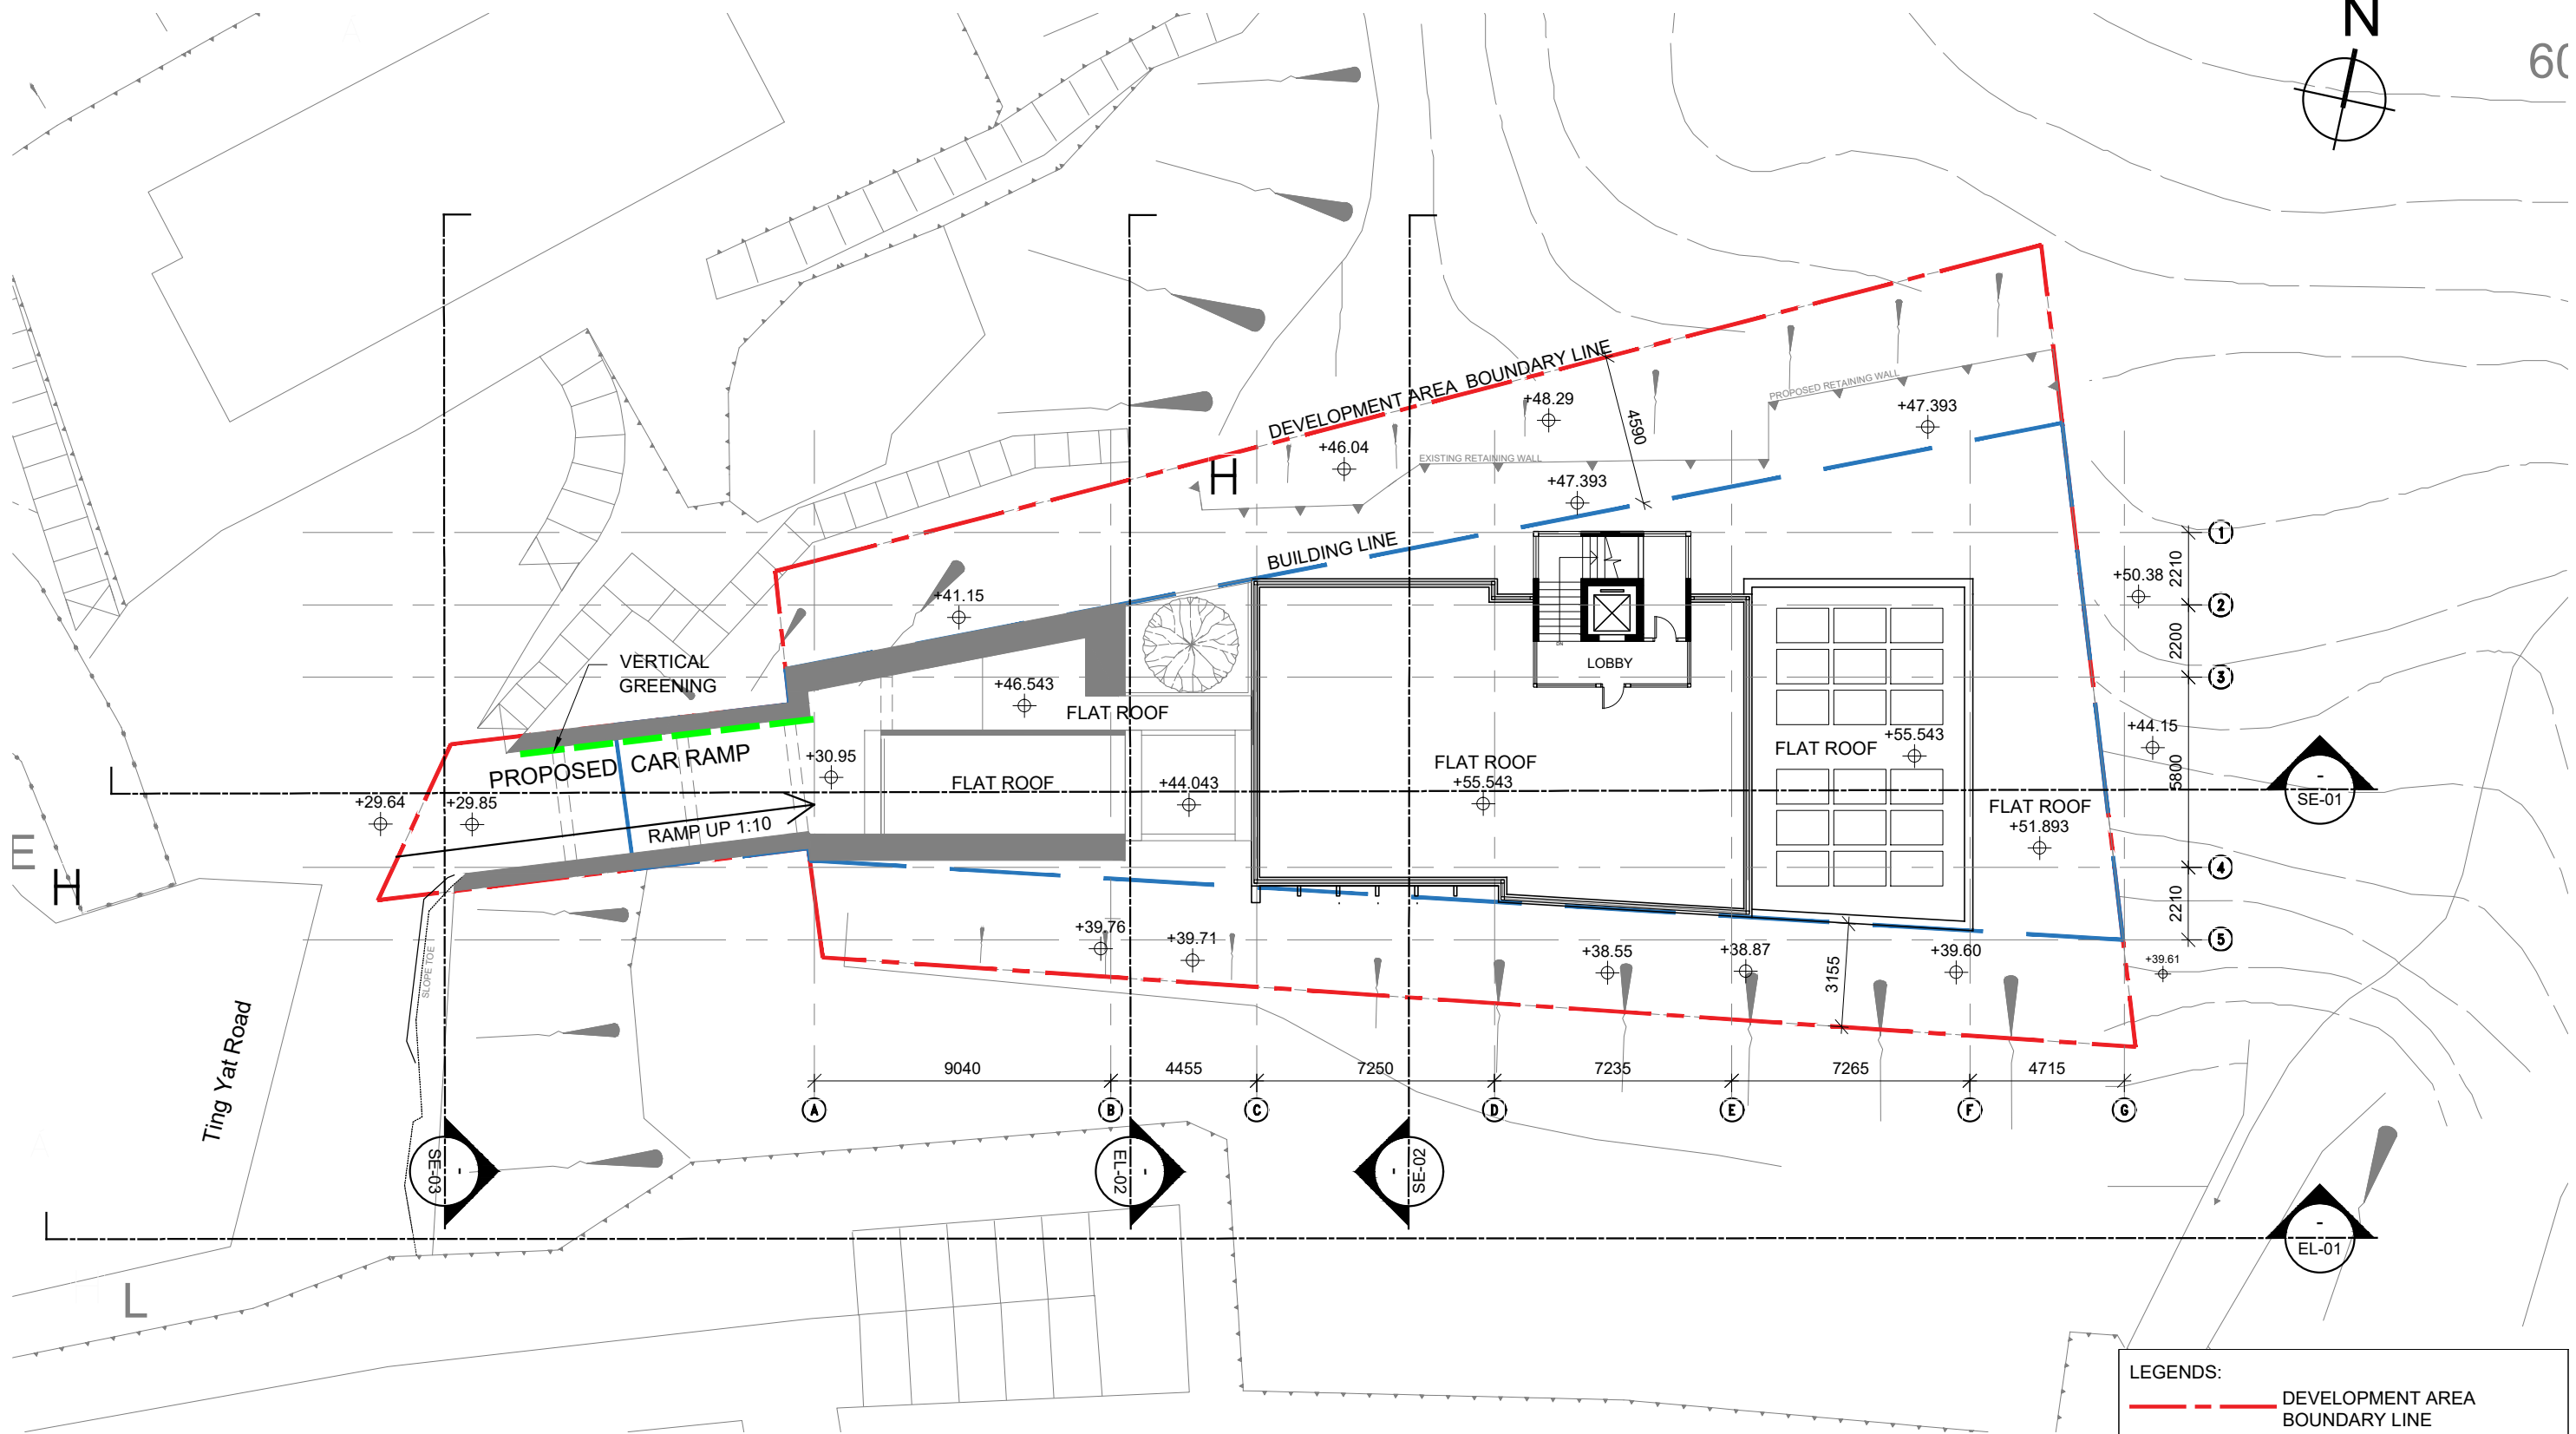 N
60
DEVELOPMENT AREA BOUNDARY LINE
PROPOSED RETAINING WALL
+48.29
4590
+47.393
+46.04
EXISTING RETAINING WALL
H
+47.393
1
BUILDING LINE
2210
+50.38
+41.15
2
2200
VERTICAL
GREENING
LOBBY
DN
3
+46.543
FLAT ROOF
+44.15
PROPOSED CAR RAMP
+30.95
FLAT ROOF
+55.543
FLAT ROOF
+55.543
FLAT ROOF
+44.043
5800
-
SE-01
+29.64
+29.85
RAMP UP 1:10
FLAT ROOF
+51.893
E
H
4
2210
+39.76
+39.71
+38.55
+38.87
+39.60
5
+39.61
3155
SLOPE TOE
Ting Yat Road
9040
4455
7250
7235
7265
4715
A
B
C
D
E
F
G
SE-03
-
EL-02
-
-
SE-02
-
EL-01
L
LEGENDS:
DEVELOPMENT AREA
BOUNDARY LINE